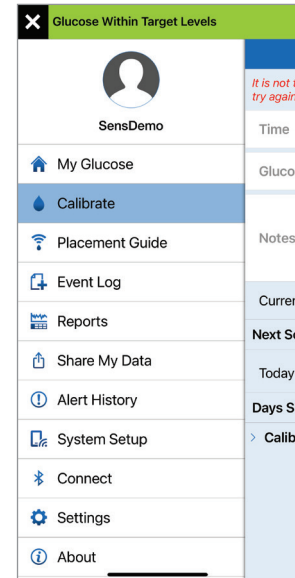 Glucose Within Target Levels
SensDemo
My Glucose
Calibrate
Placement Guide
Event Log
Reports
Share My Data
Alert History
System Setup
Connect
Settings
About
It is not
try again
Time
Gluco
Notes
Curre
Next S
Today
Days S
Calib